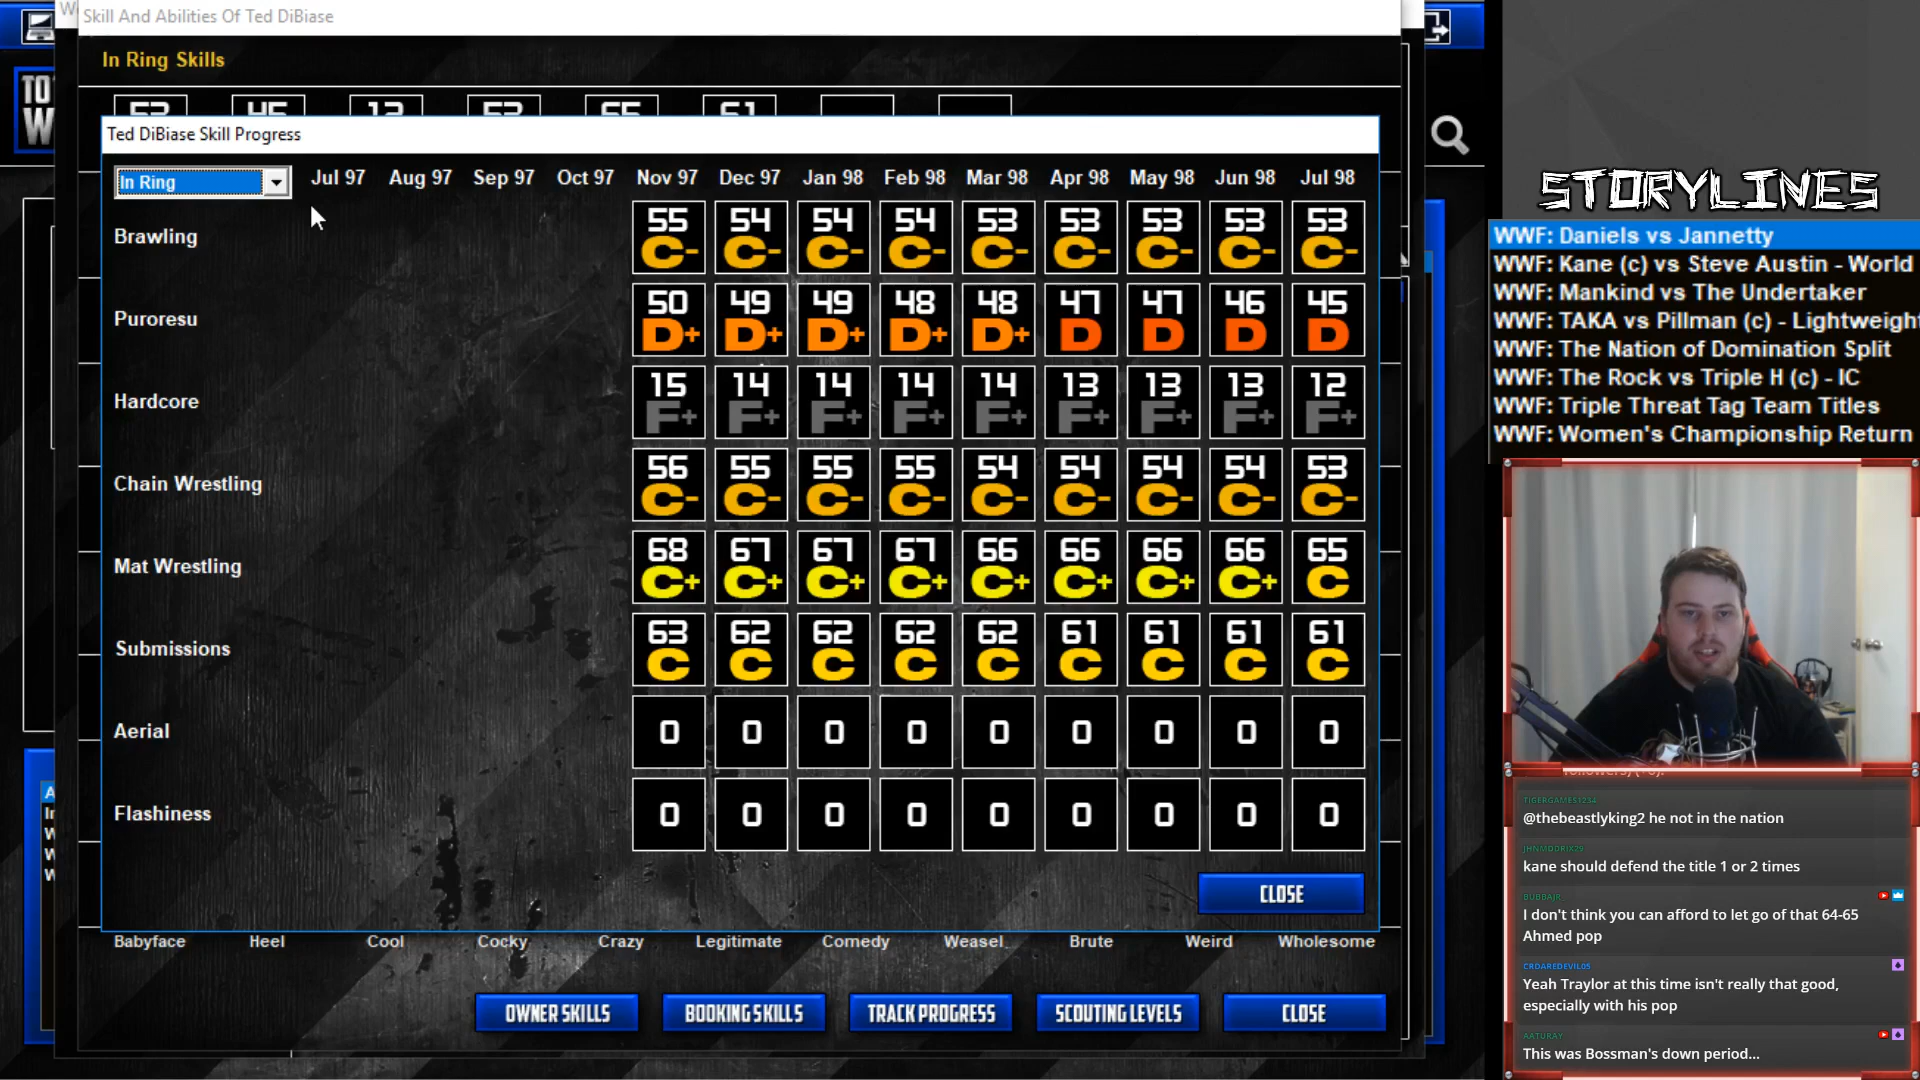 Skill And Abilities Of Ted DiBiase
In Ring Skills
Ted DiBiase Skill Progress
In Ring Jul 97 Aug 97 Sep 97 Oct 97 Nov 97 Dec 97 Jan 98 Feb 98 Mar 98 Apr 98 May 98 Jun 98 Jul 98
Brawling 55 54 54 54 53 53 53 53 53
C- C- C- C- C- C- C- C- C-
Puroresu 50 49 49 48 48 47 47 46 45
D+ D+ D+ D+ D+ D D D D
Hardcore 15 14 14 14 14 13 13 13 12
F+ F+ F+ F+ F+ F+ F+ F+ F+
Chain Wrestling 56 55 55 55 54 54 54 54 53
C- C- C- C- C- C- C- C- C-
Mat Wrestling 68 67 67 67 66 66 66 66 65
C+ C+ C+ C+ C+ C+ C+ C+ C
Submissions 63 62 62 62 62 61 61 61 61
C C C C C C C C C
Aerial 0 0 0 0 0 0 0 0 0
Flashiness 0 0 0 0 0 0 0 0 0
CLOSE
Babyface Heel Cool Cocky Crazy Legitimate Comedy Weasel Brute Weird Wholesome
OWNER SKILLS BOOKING SKILLS TRACK PROGRESS SCOUTING LEVELS CLOSE
STORYLINES
WWF: Daniels vs Jannetty
WWF: Kane (c) vs Steve Austin - World
WWF: Mankind vs The Undertaker
WWF: TAKA vs Pillman (c) - Lightweight
WWF: The Nation of Domination Split
WWF: The Rock vs Triple H (c) - IC
WWF: Triple Threat Tag Team Titles
WWF: Women's Championship Return
TIGERGAMES1234
@thebeastlyking2 he not in the nation
JHNMDDRIX29
kane should defend the title 1 or 2 times
BUBBAJR
I don't think you can afford to let go of that 64-65
Ahmed pop
CRDAREDEVIL05
Yeah Traylor at this time isn't really that good,
especially with his pop
AATURAY
This was Bossman's down period...